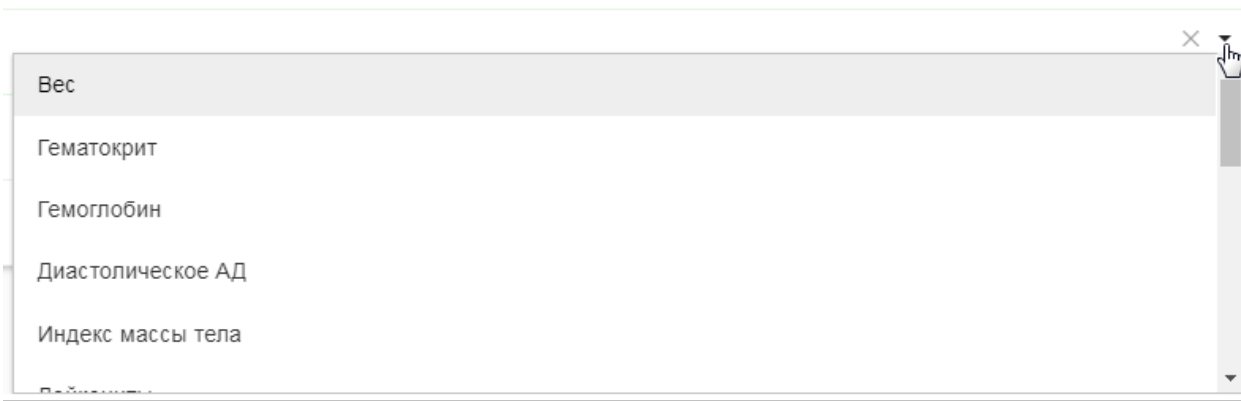 Вес
Гематокрит
Гемоглобин
Диастолическое АД
Индекс массы тела